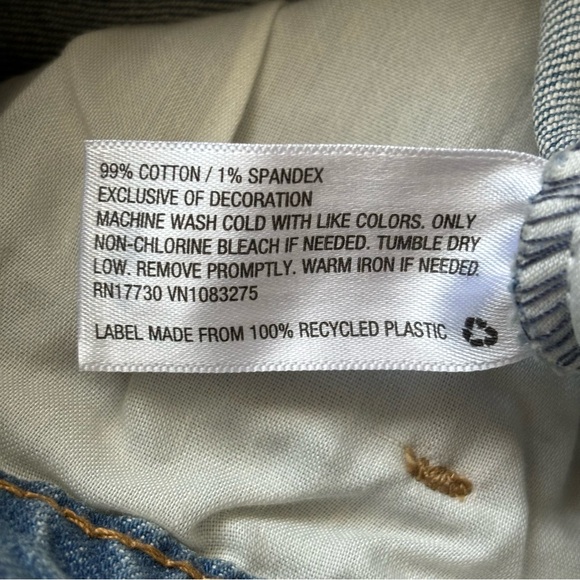 99% COTTON / 1% SPANDEX
EXCLUSIVE OF DECORATION
MACHINE WASH COLD WITH LIKE COLORS. ONLY
NON-CHLORINE BLEACH IF NEEDED. TUMBLE DRY
LOW. REMOVE PROMPTLY. WARM IRON IF NEEDED.
RN17730 VN1083275
LABEL MADE FROM 100% RECYCLED PLASTIC